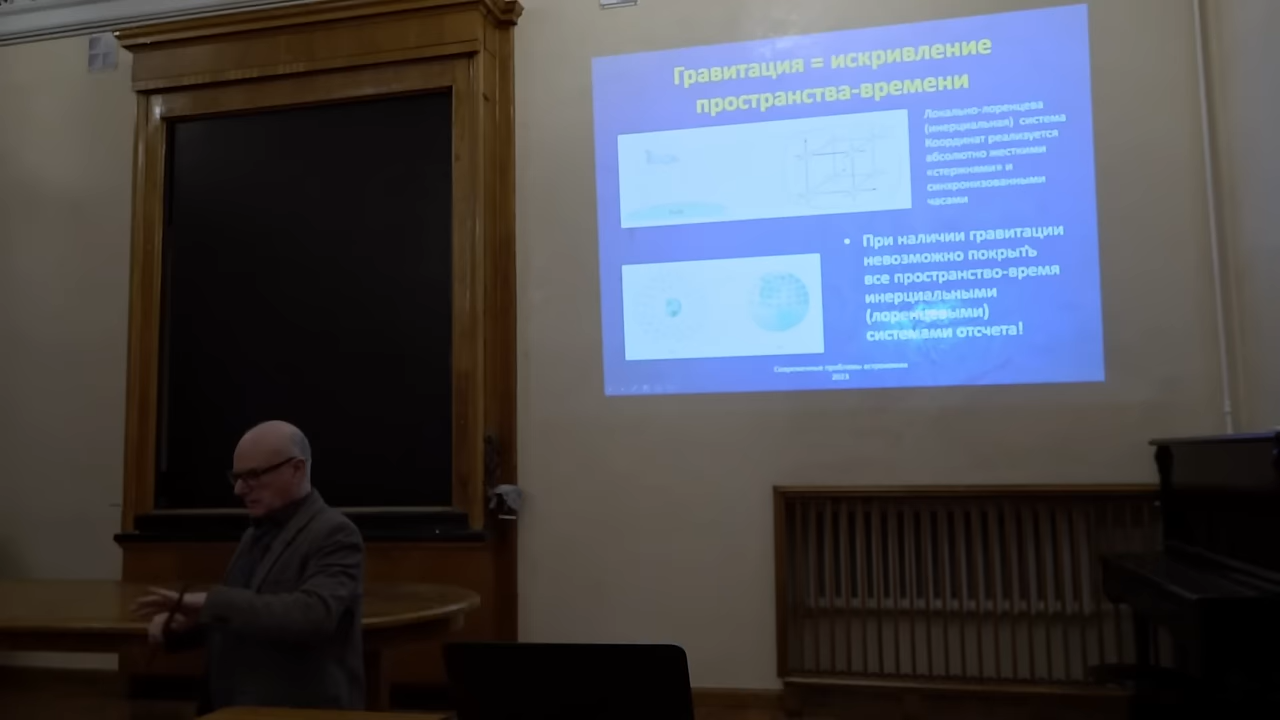 Гравитация = искривление
пространства-времени
Локально-лоренцева
(инерциальная) система
Координат реализуется
абсолютно жесткими
«стержнями» и
синхронизованными
часами
• При наличии гравитации
невозможно покрыть
все пространство-время
инерциальными
(лоренцевыми)
системами отсчета!
Современные проблемы астрономии
2023